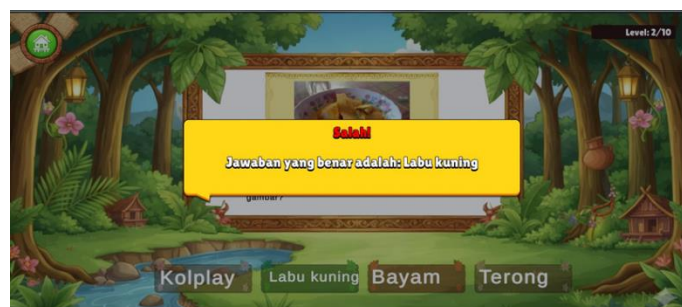 Level: 2/10
Salah!
Jawaban yang benar adalah: Labu kuning
gambar?
Kolplay
Labu kuning
Bayam
Terong